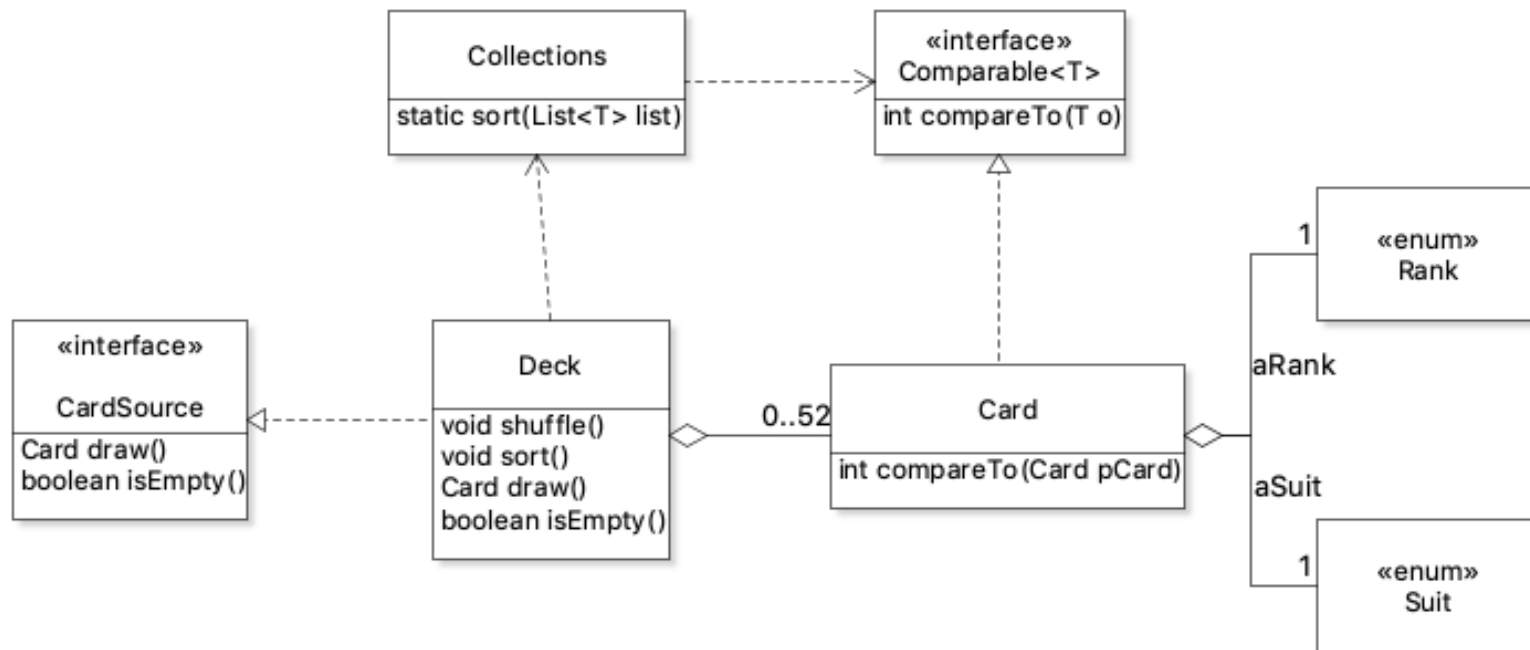 Collections
static sort(List<T> list)
«interface»
Comparable<T>
int compareTo(T o)
«interface»
CardSource
Card draw()
boolean isEmpty()
Deck
void shuffle()
void sort()
Card draw()
boolean isEmpty()
0..52
Card
int compareTo(Card pCard)
1
«enum»
Rank
aRank
aSuit
1
«enum»
Suit